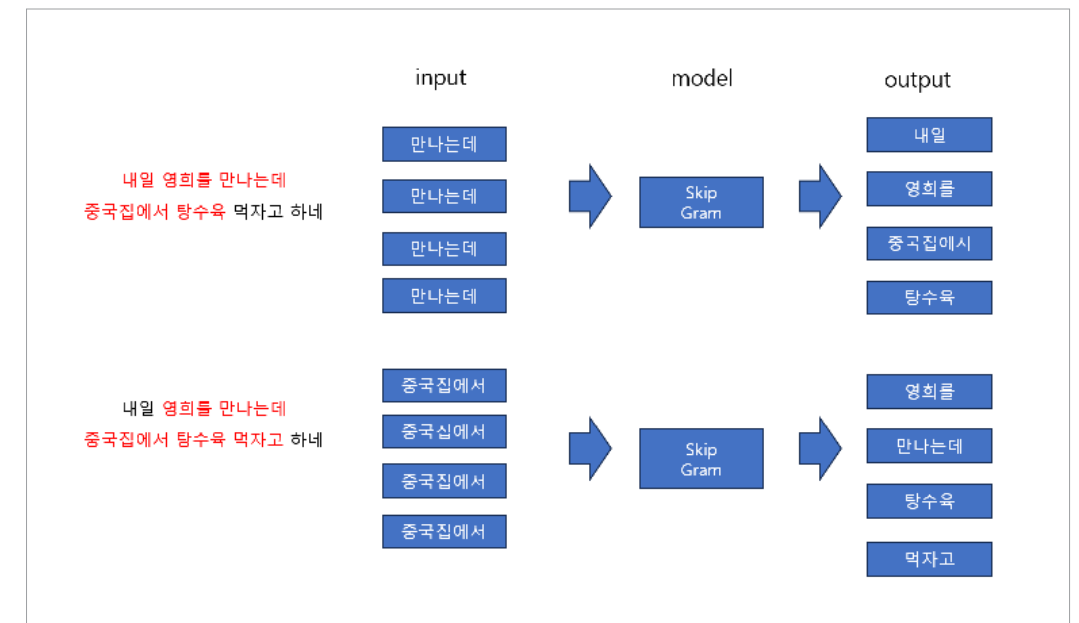 input
model
output
내일 영희를 만나는데
중국집에서 탕수육 먹자고 하네
만나는데
만나는데
만나는데
만나는데
Skip
Gram
내일
영희를
중국집에시
탕수육
내일 영희를 만나는데
중국집에서 탕수육 먹자고 하네
중국집에서
중국십에서
중국집에서
중국집에서
Skip
Gram
영희를
만나는데
탕수육
먹자고